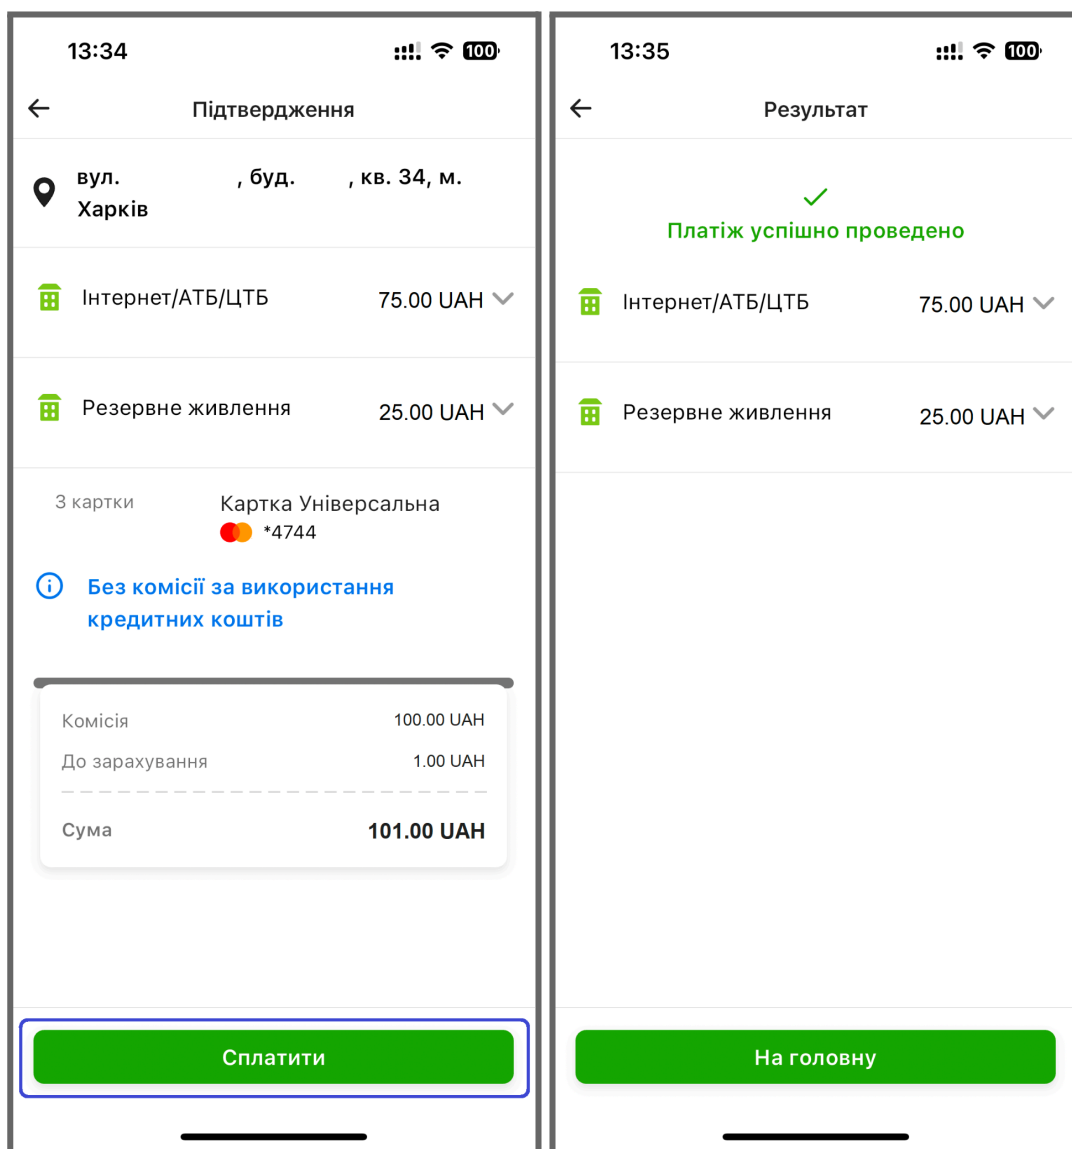 13:34
100
Підтвердження
вул. , буд. , кв. 34, м.
Харків
Інтернет/АТБ/ЦТБ 75.00 UAH
Резервне живлення 25.00 UAH
З картки Картка Універсальна
*4744
Без комісії за використання
кредитних коштів
Комісія 100.00 UAH
До зарахування 1.00 UAH
Сума 101.00 UAH
Сплатити
13:35
100
Результат
Платіж успішно проведено
Інтернет/АТБ/ЦТБ 75.00 UAH
Резервне живлення 25.00 UAH
На головну